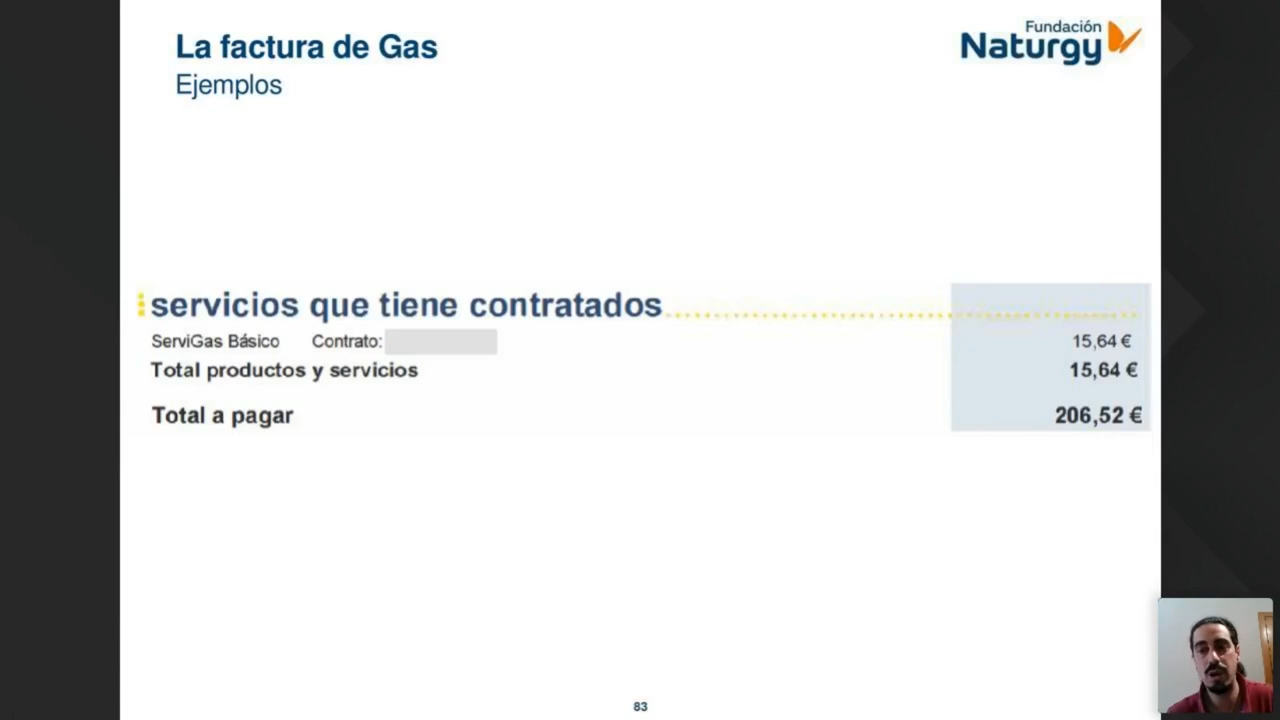 La factura de Gas
Ejemplos
Fundación
Naturgy
servicios que tiene contratados
ServiGas Básico Contrato: 15,64 €
Total productos y servicios 15,64 €
Total a pagar 206,52 €
83